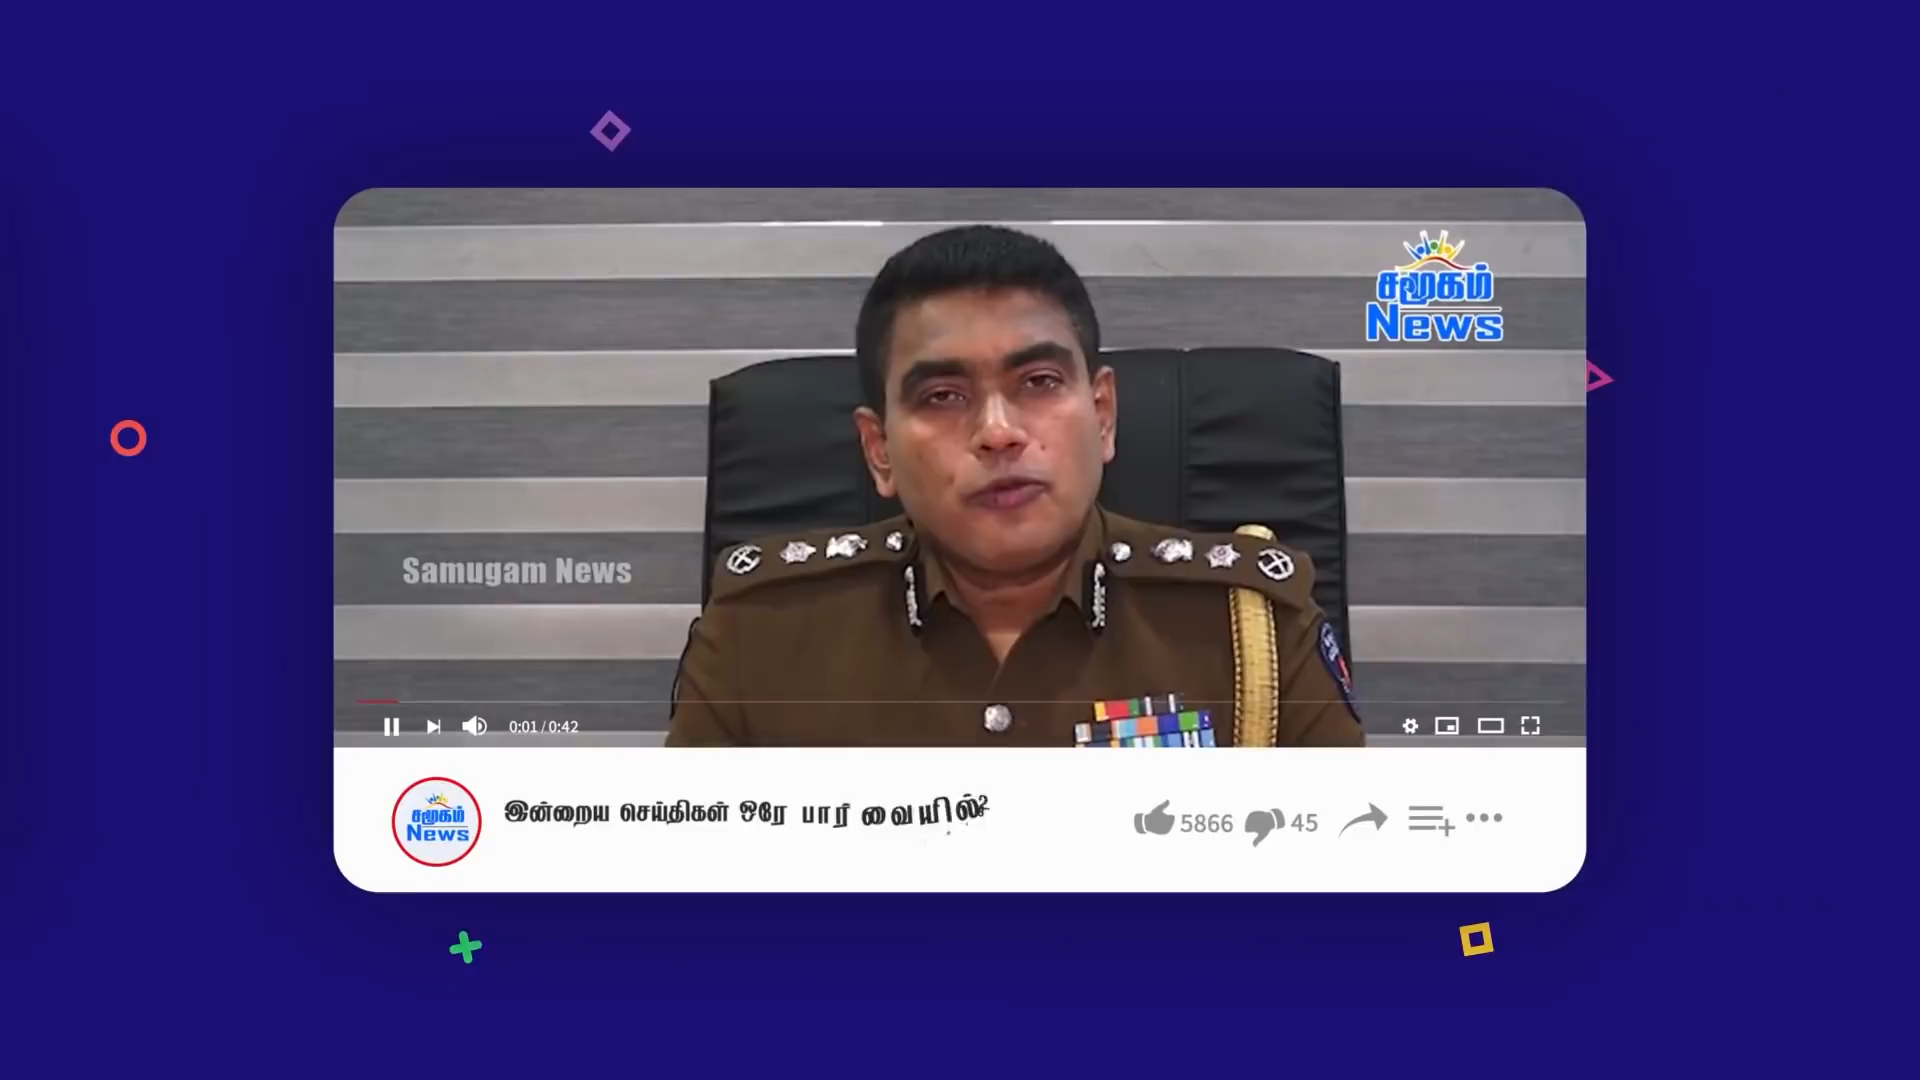 சமூகம்
News
Samugam News
0:01 / 0:42
சமூகம்
News
இன்றைய செய்திகள் ஒரே பார் வையில்?
5866
45